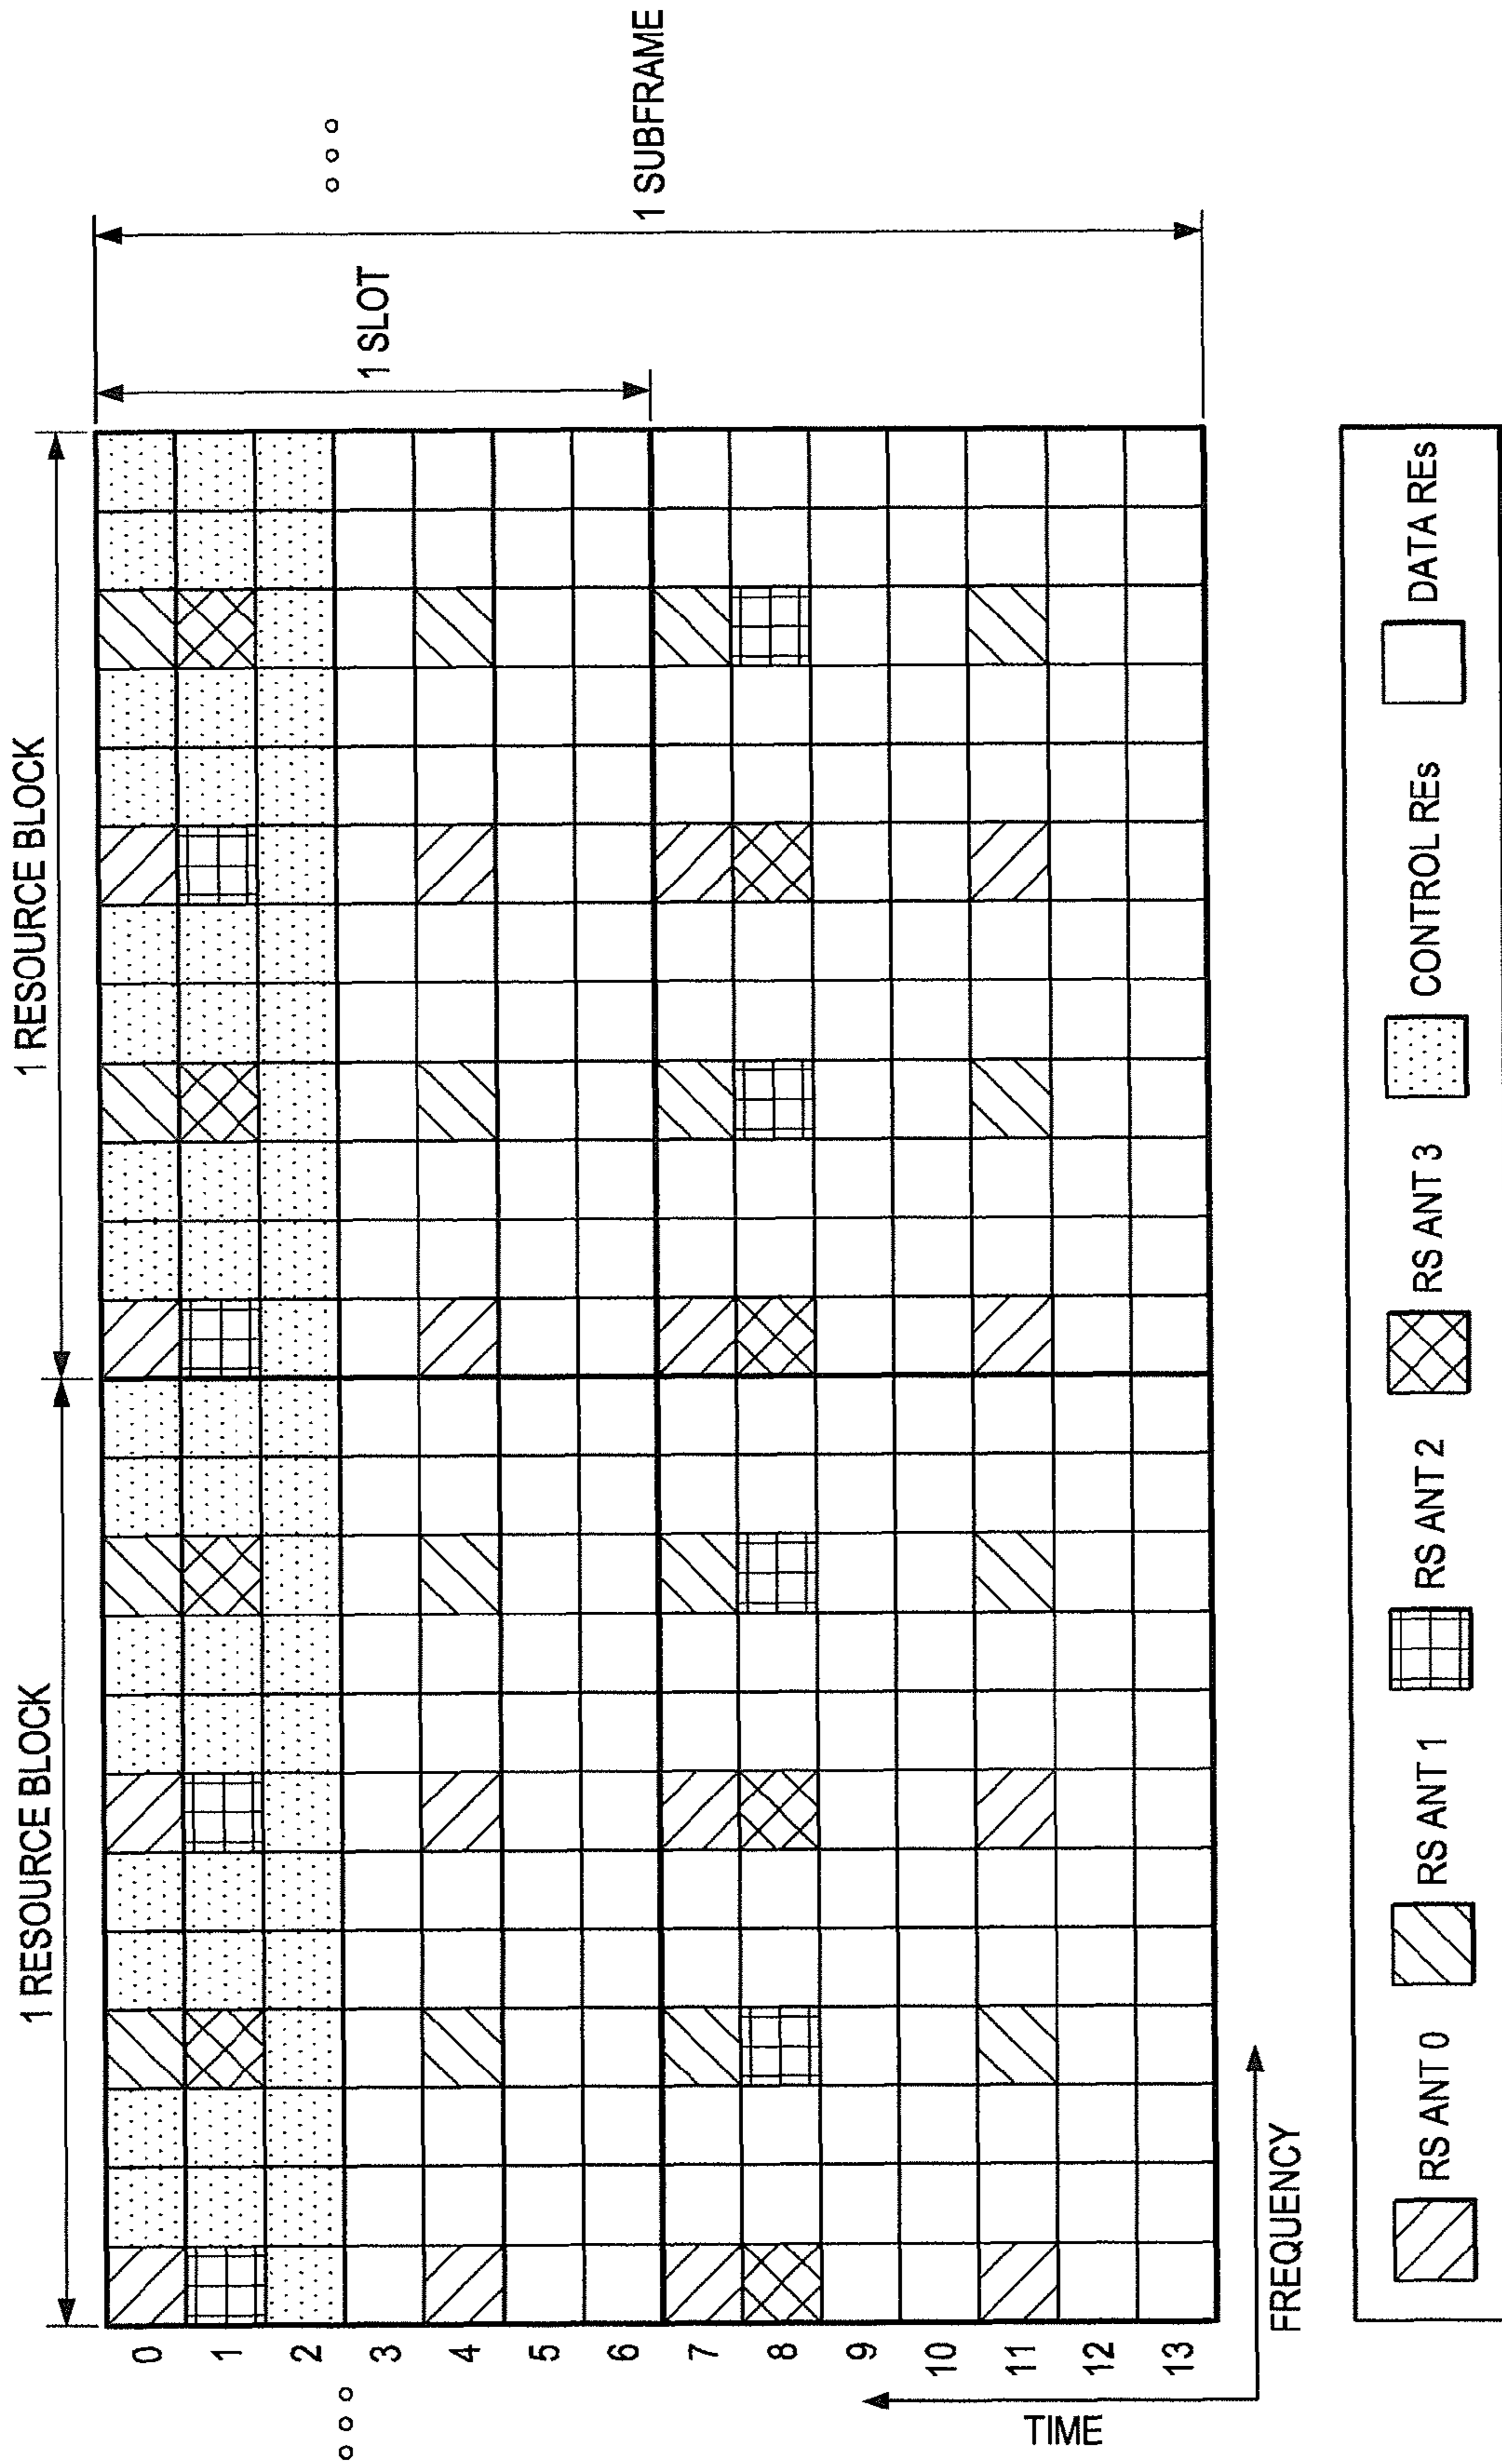 1 RESOURCE BLOCK
1 RESOURCE BLOCK
1 SLOT
1 SUBFRAME
0
1
2
3
4
5
6
7
8
9
10
11
12
13
TIME
FREQUENCY
RS ANT 0
RS ANT 1
RS ANT 2
RS ANT 3
CONTROL REs
DATA REs